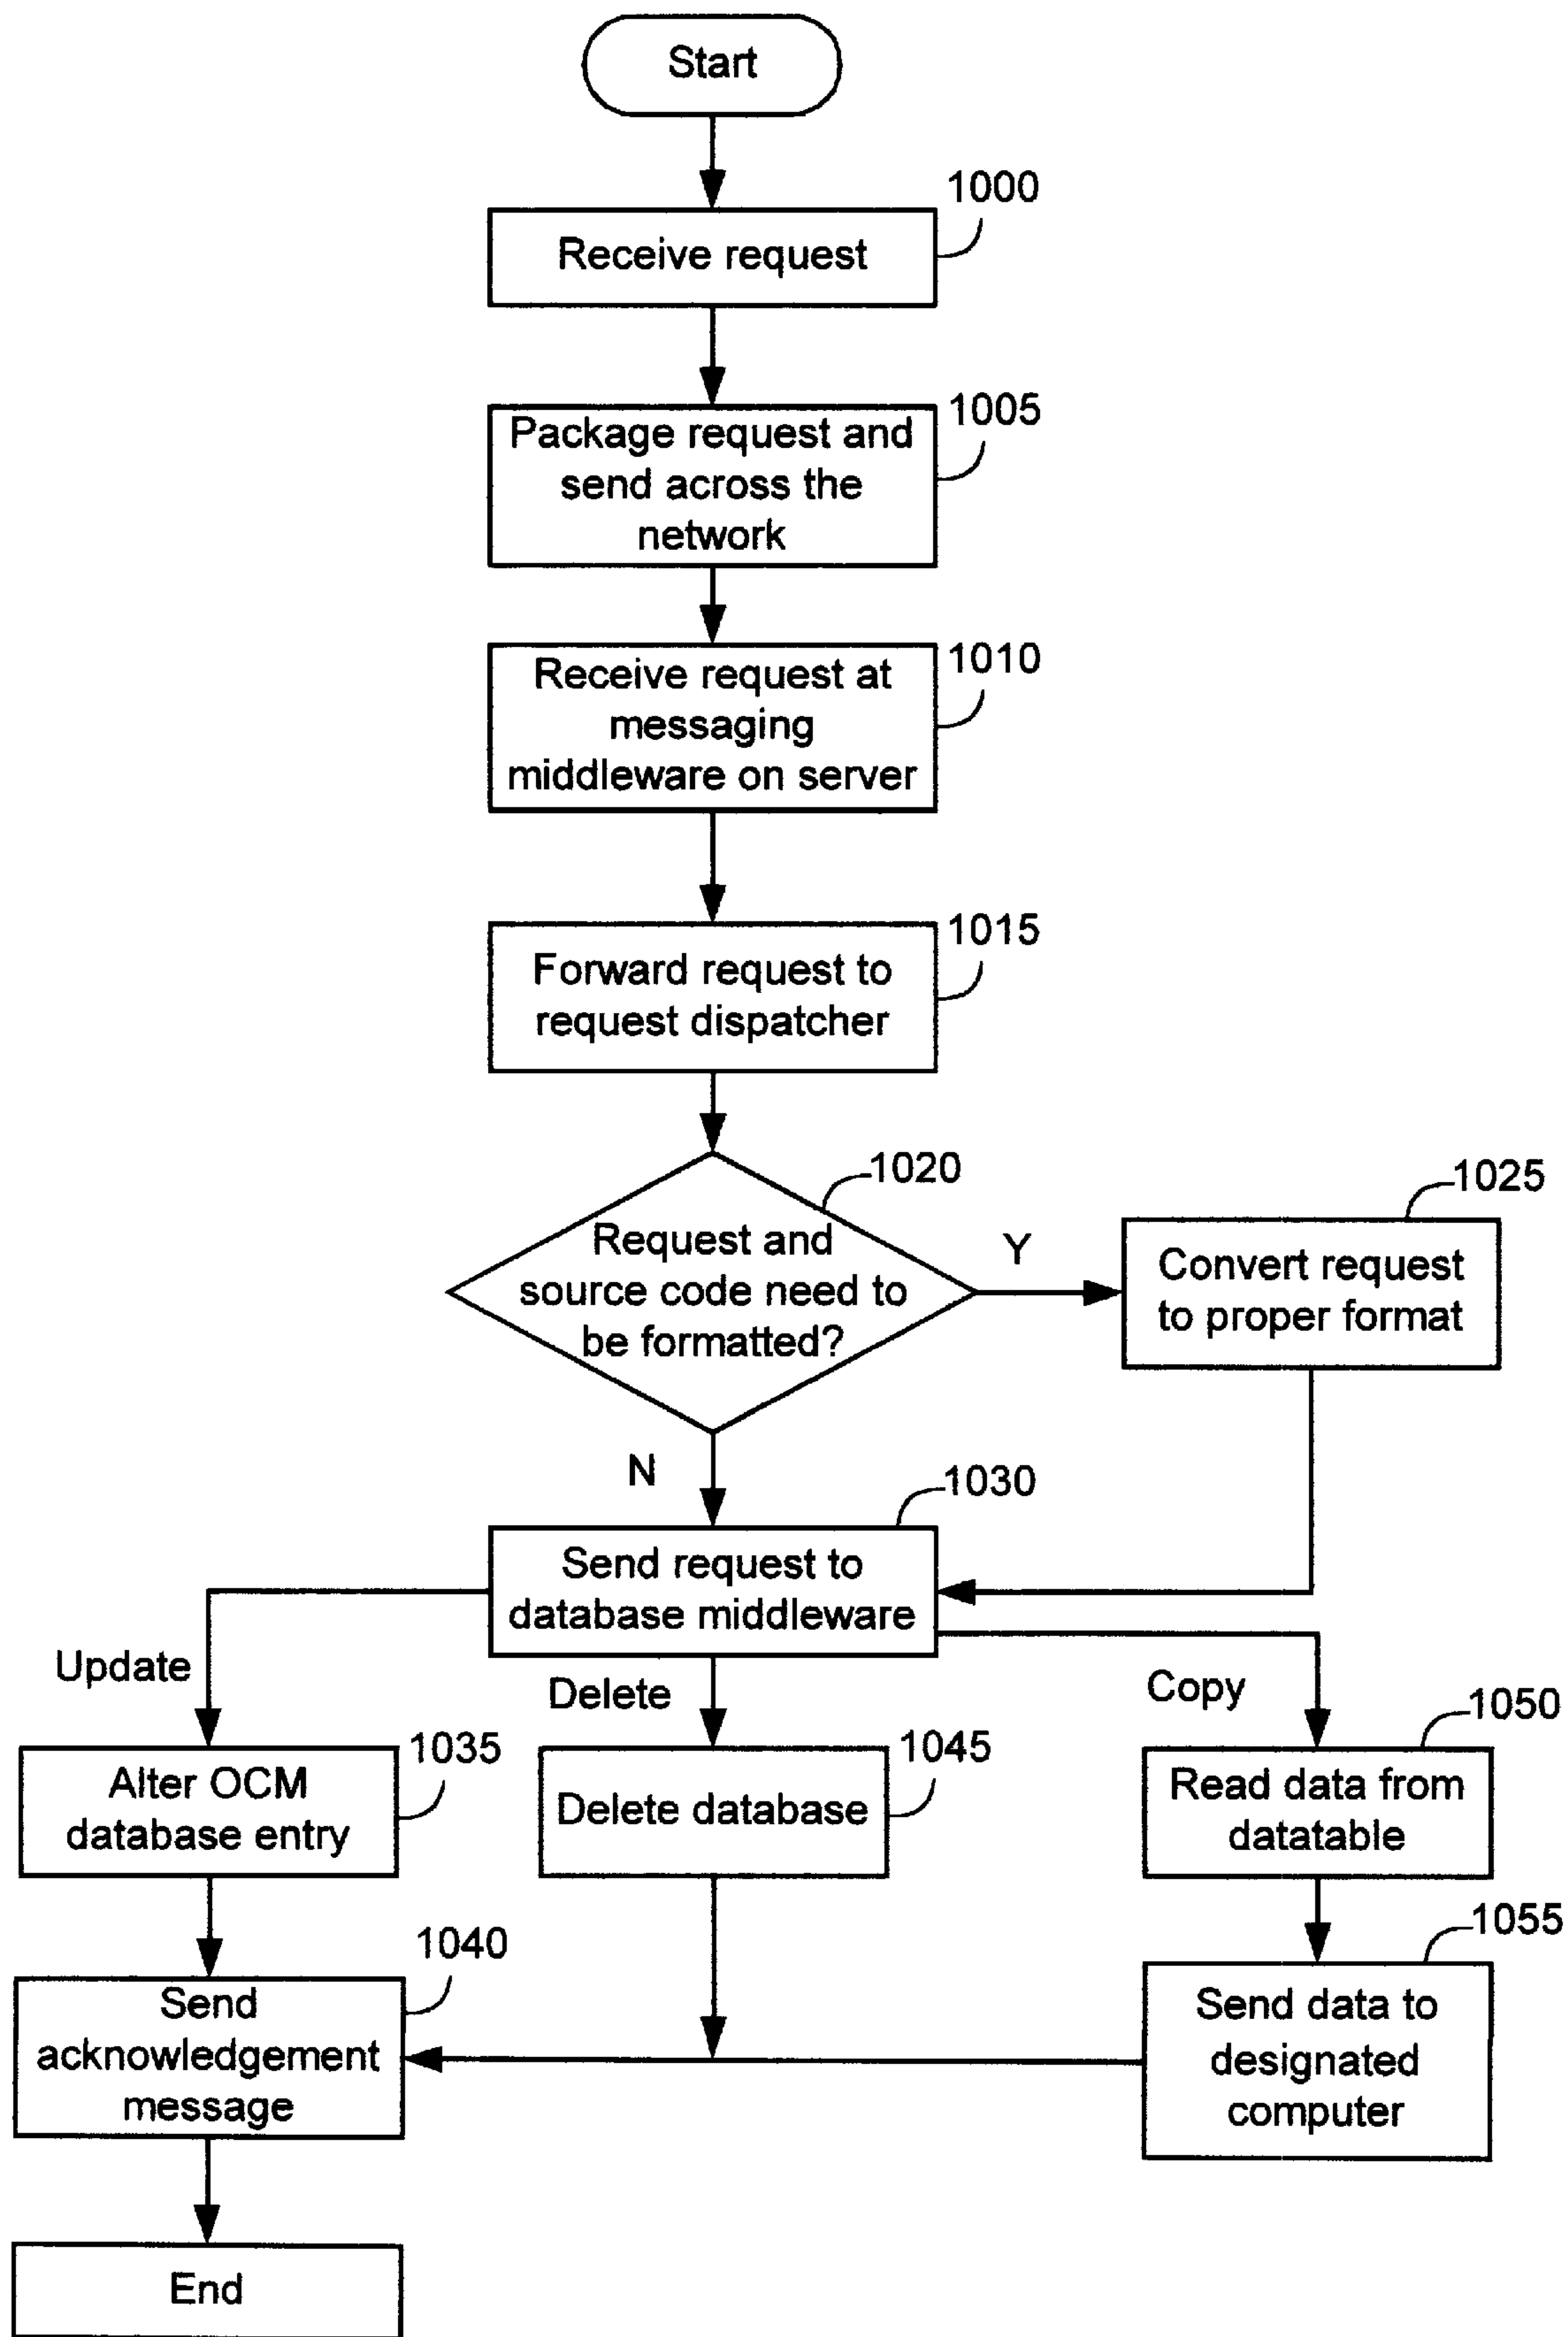 Start
1000
Receive request
1005
Package request and
send across the
network
1010
Receive request at
messaging
middleware on server
1015
Forward request to
request dispatcher
1020
Request and
source code need to
be formatted?
Y
1025
Convert request
to proper format
N
1030
Send request to
database middleware
Update
Delete
Copy
1035
Alter OCM
database entry
1045
Delete database
1050
Read data from
datatable
1040
Send
acknowledgement
message
1055
Send data to
designated
computer
End